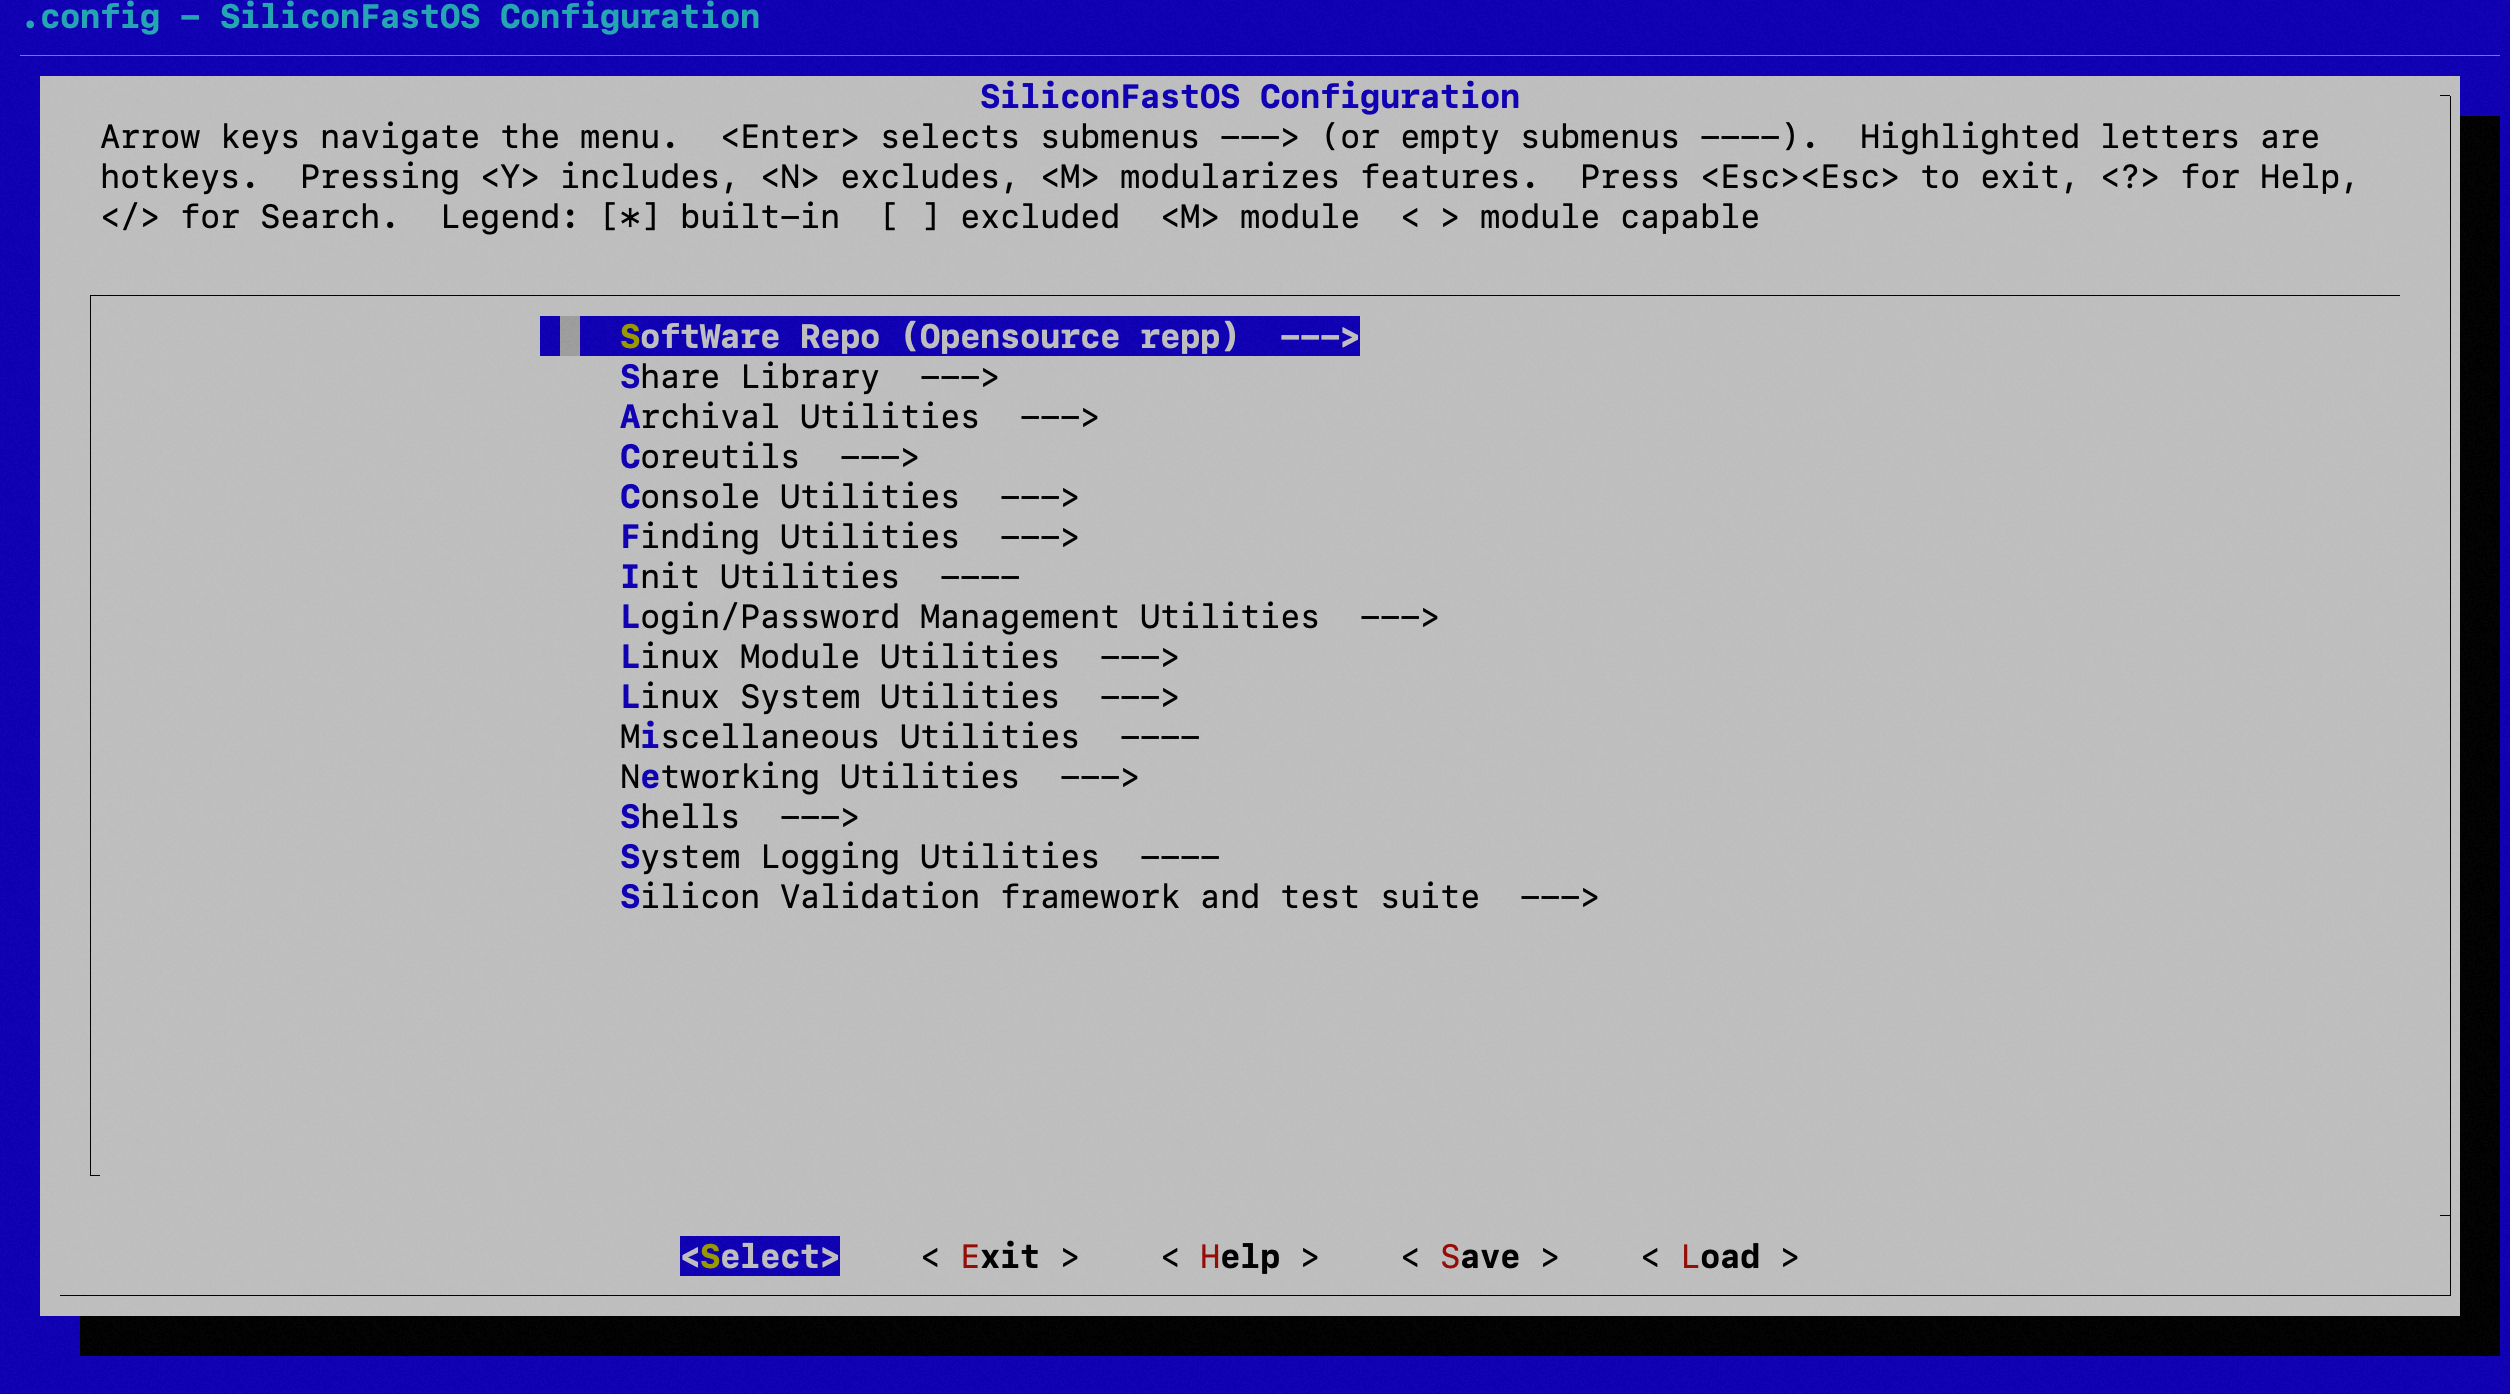 .config - SiliconFastOS Configuration
SiliconFastOS Configuration
Arrow keys navigate the menu.  <Enter> selects submenus ---> (or empty submenus ----).  Highlighted letters are
hotkeys.  Pressing <Y> includes, <N> excludes, <M> modularizes features.  Press <Esc><Esc> to exit, <?> for Help,
</> for Search.  Legend: [*] built-in  [ ] excluded  <M> module  < > module capable
SoftWare Repo (Opensource repp)  --->
Share Library  --->
Archival Utilities  --->
Coreutils  --->
Console Utilities  --->
Finding Utilities  --->
Init Utilities  ----
Login/Password Management Utilities  --->
Linux Module Utilities  --->
Linux System Utilities  --->
Miscellaneous Utilities  ----
Networking Utilities  --->
Shells  --->
System Logging Utilities  ----
Silicon Validation framework and test suite  --->
<Select>    < Exit >    < Help >    < Save >    < Load >